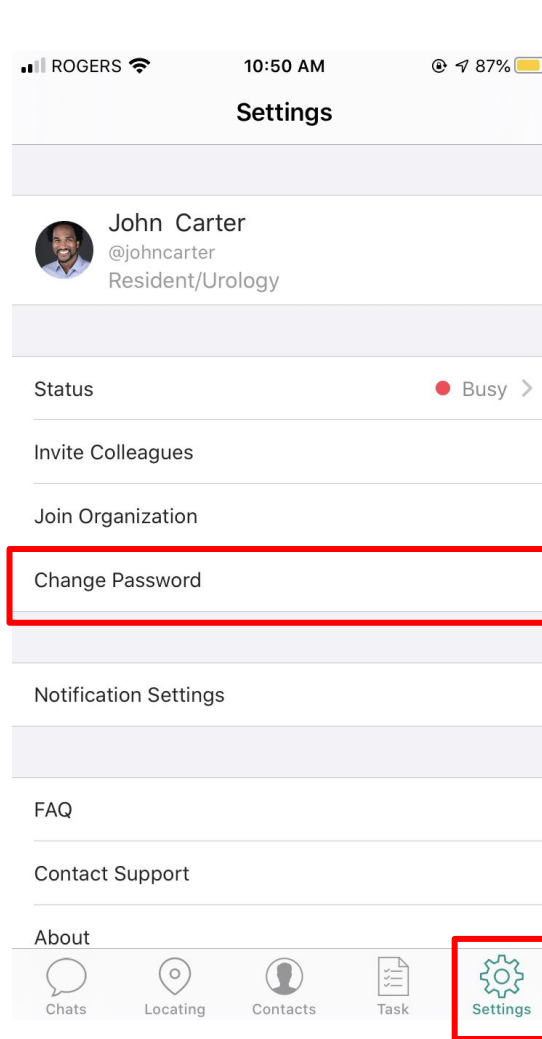 ROGERS 10:50 AM 87%
Settings
John Carter
@johncarter
Resident/Urology
Status Busy
Invite Colleagues
Join Organization
Change Password
Notification Settings
FAQ
Contact Support
About
Chats Locating Contacts Task Settings